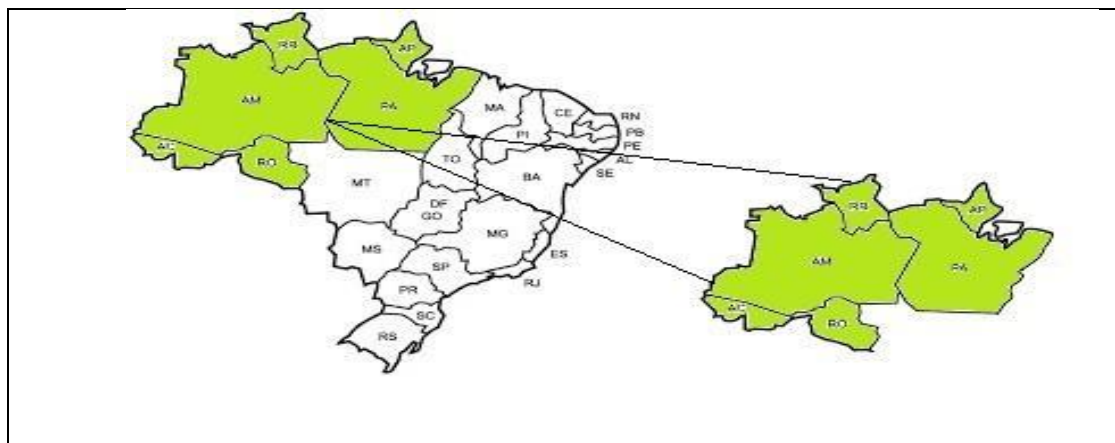 RR
AP
AM
PA
MA
CE
RN
PI
PB
PE
AC
RO
TO
AL
SE
MT
BA
DF
GO
MS
MG
ES
SP
RJ
PR
SC
RS
RR
AP
AM
PA
AC
RO